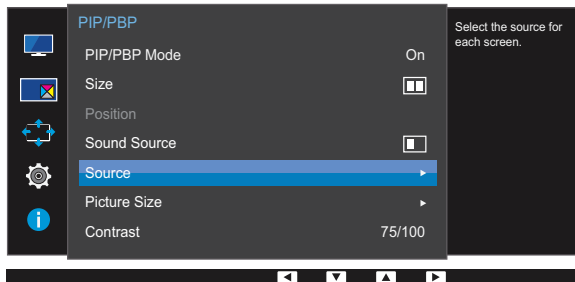 PIP/PBP
PIP/PBP Mode On
Size
Position
Sound Source
Source
Picture Size
Contrast 75/100
Select the source for
each screen.